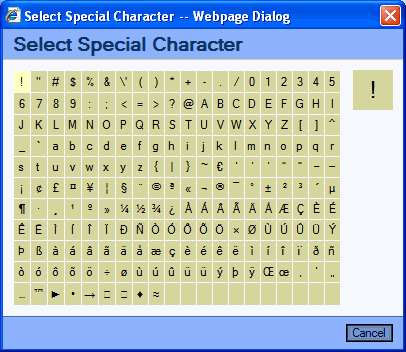 Select Special Character -- Webpage Dialog
Select Special Character
! " # $ % & \' ( ) * + - . / 0 1 2 3 4 5
!
6 7 8 9 : ; < = > ? @ A B C D E F G H I
J K L M N O P Q R S T U V W X Y Z [ ] ^
_ ` a b c d e f g h i j k l m n o p q r
s t u v w x y z { | } ~ € ‘ ’ “ ” – —
¡ ¢ £ ¤ ¥ ¦ § ¨ © ª « ¬ ® ¯ ° ± ² ³ ´ µ
¶ · ¸ ¹ º » ¼ ½ ¾ ¿ À Á Â Ã Ä Å Æ Ç È É
Ê Ë Ì Í Î Ï Ð Ñ Ò Ó Ô Õ Ö × Ø Ù Ú Û Ü Ý
Þ ß à á â ã ä å æ ç è é ê ë ì í î ï ð ñ
ò ó ô õ ö ÷ ø ù ú û ü ý þ ÿ Œ œ ‚ ‛ „
... ™ ► • → □ □ ♦ ≈
Cancel